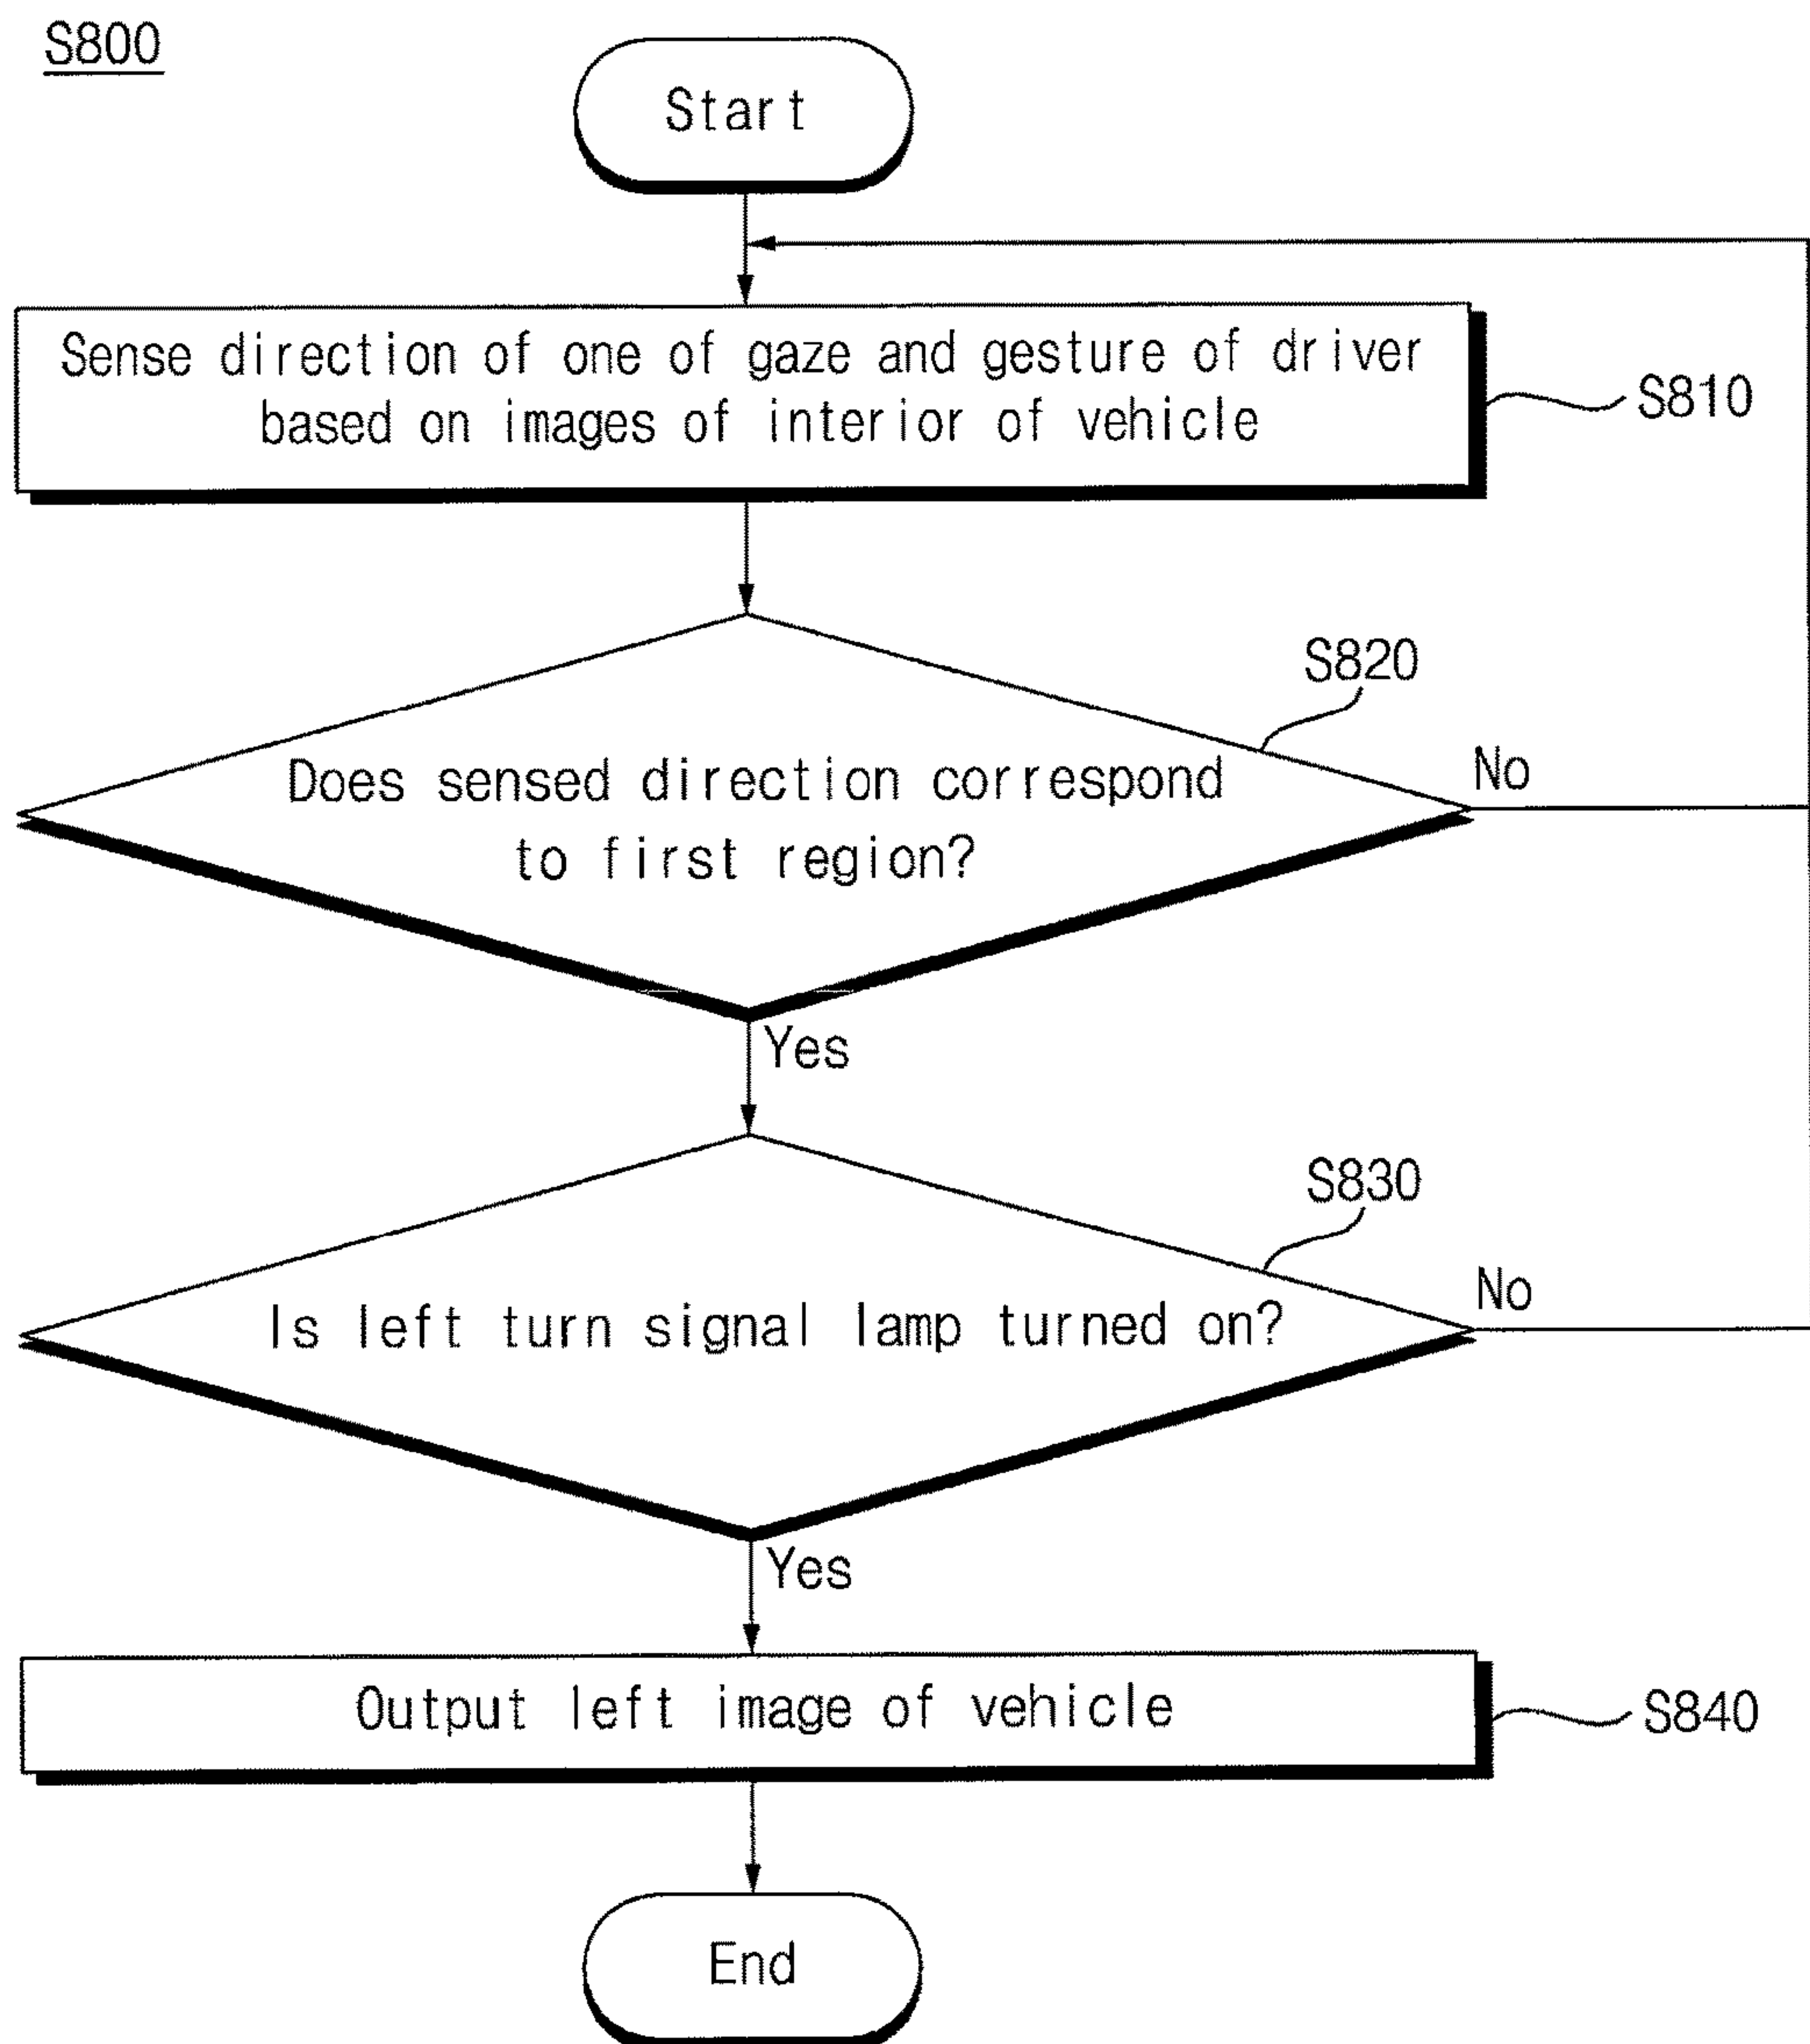 S800
Start
Sense direction of one of gaze and gesture of driver
based on images of interior of vehicle
S810
S820
Does sensed direction correspond
to first region?
No
Yes
S830
Is left turn signal lamp turned on?
No
Yes
Output left image of vehicle
S840
End